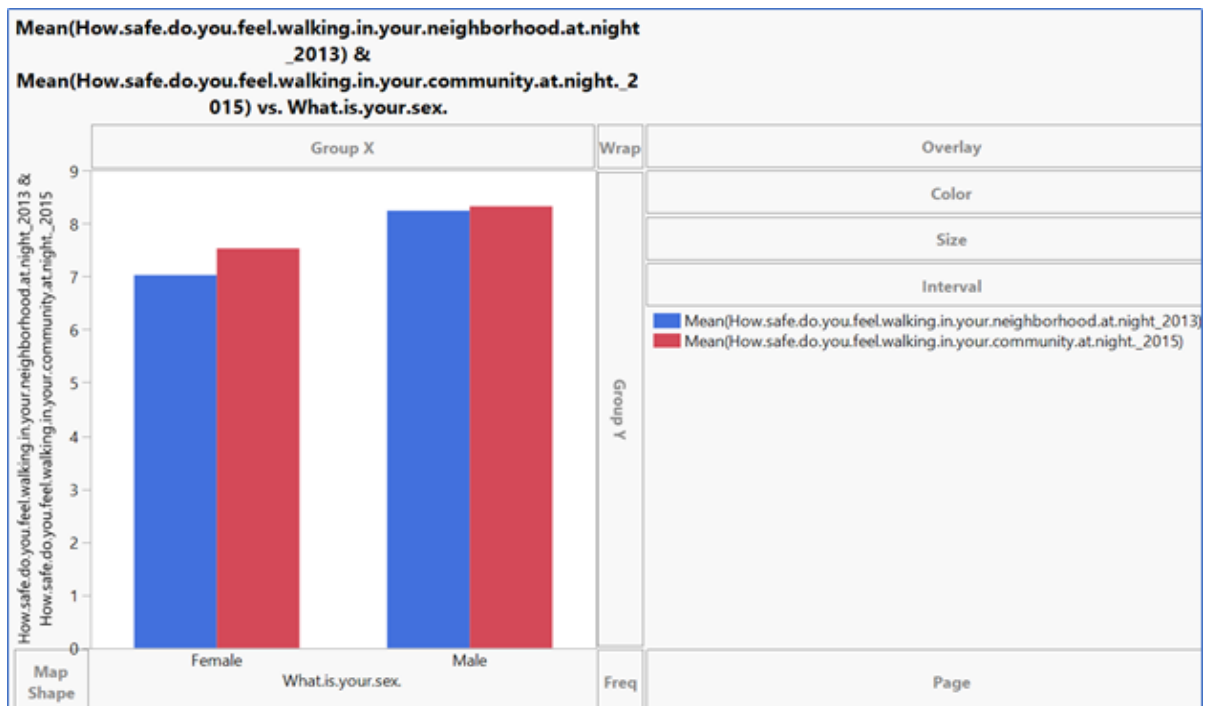 Mean(How.safe.do.you.feel.walking.in.your.neighborhood.at.night
_2013) &
Mean(How.safe.do.you.feel.walking.in.your.community.at.night._2
015) vs. What.is.your.sex.
Group X
Wrap
Overlay
Color
Size
Interval
Mean(How.safe.do.you.feel.walking.in.your.neighborhood.at.night_2013)
Mean(How.safe.do.you.feel.walking.in.your.community.at.night._2015)
How.safe.do.you.feel.walking.in.your.neighborhood.at.night_2013 &
How.safe.do.you.feel.walking.in.your.community.at.night._2015
9
8
7
6
5
4
3
2
1
0
Group Y
Female
Male
What.is.your.sex.
Map
Shape
Freq
Page